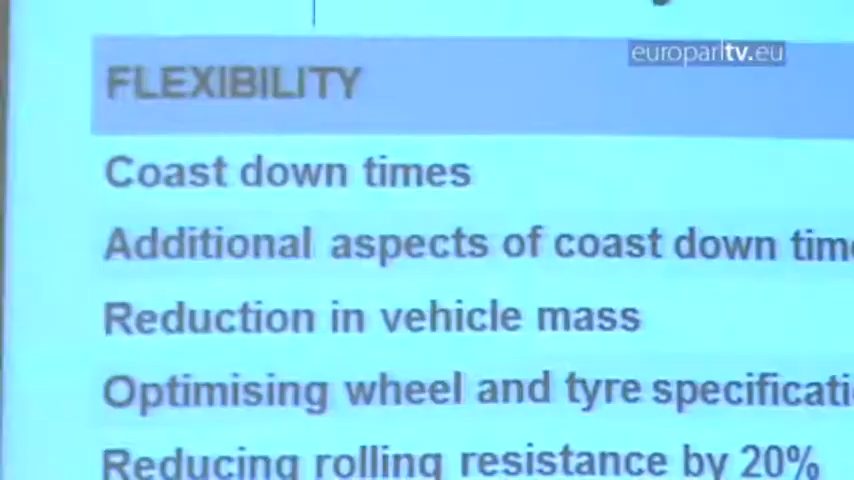 europarltv.eu
FLEXIBILITY
Coast down times
Additional aspects of coast down
Reduction in vehicle mass
Optimising wheel and tyre
Reducing rolling resistance by 20%